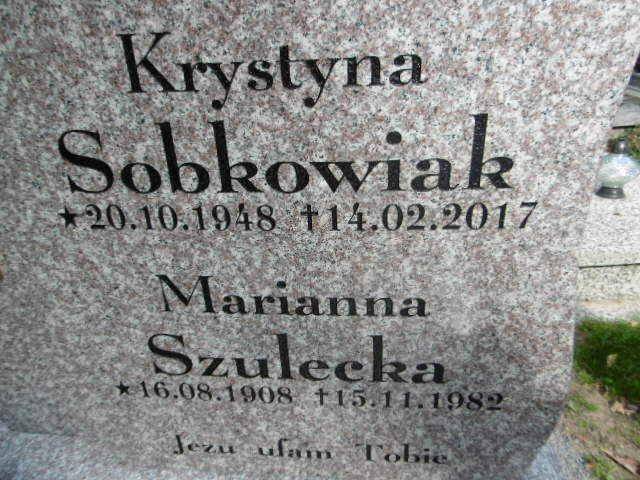 Krystyna
Sobkowiak
★20.10.1948 †14.02.2017
Marianna
Szulecka
★16.08.1908 †15.11.1982
Jezu ufam Tobie